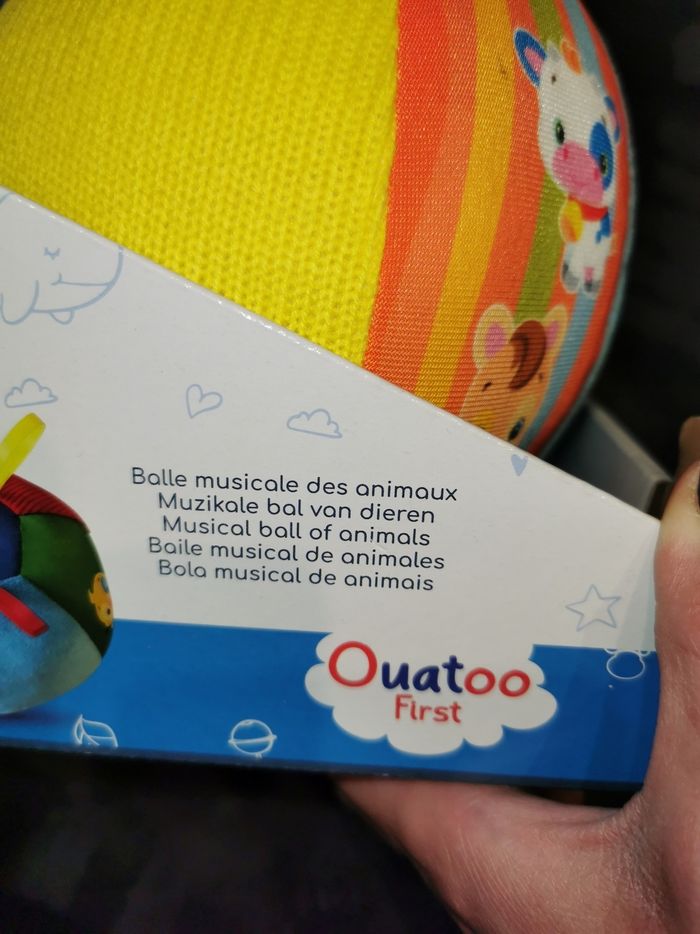 Balle musicale des animaux
Muzikale bal van dieren
Musical ball of animals
Baile musical de animales
Bola musical de animais
Ouatoo
First